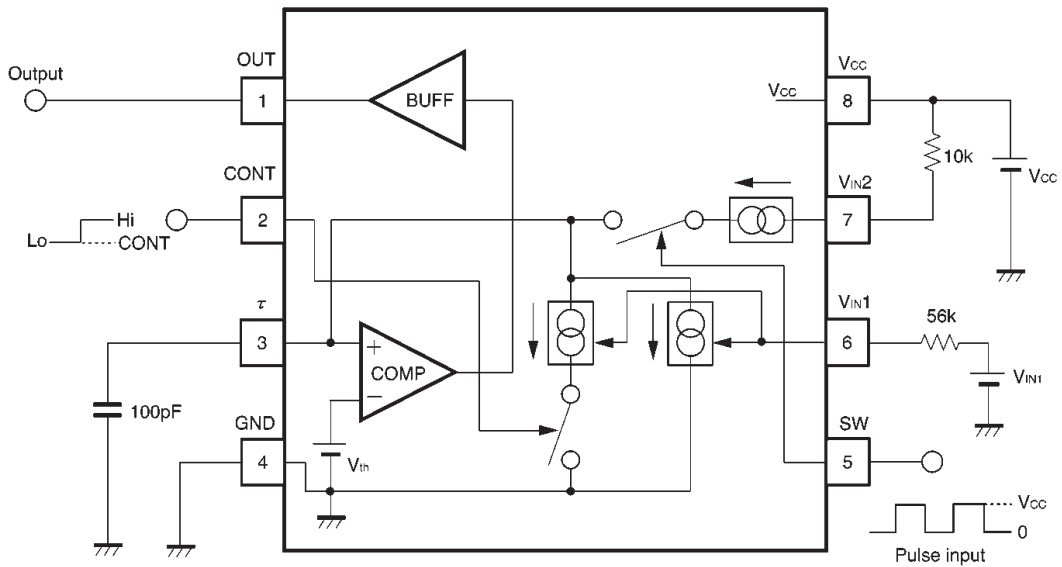 OUT
Output
1
BUFF
CONT
2
Hi
Lo
CONT
τ
3
+
COMP
−
100pF
GND
4
Vth
VCC
VCC
8
10k
VCC
VIN2
7
VIN1
6
56k
VIN1
SW
5
VCC
0
Pulse input